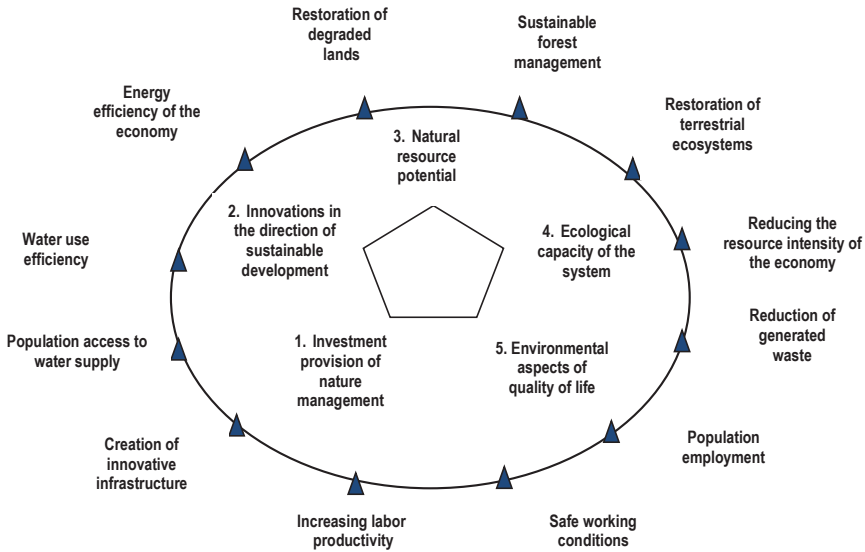 Restoration of
degraded
lands
Sustainable
forest
management
Energy
efficiency of the
economy
Restoration of
terrestrial
ecosystems
3. Natural
resource
potential
2. Innovations in
the direction of
sustainable
development
4. Ecological
capacity of the
system
Water use
efficiency
Reducing the
resource intensity of
the economy
Population access to
water supply
1. Investment
provision of
nature
management
5. Environmental
aspects of
quality of life
Reduction of
generated
waste
Creation of
innovative
infrastructure
Population
employment
Increasing labor
productivity
Safe working
conditions